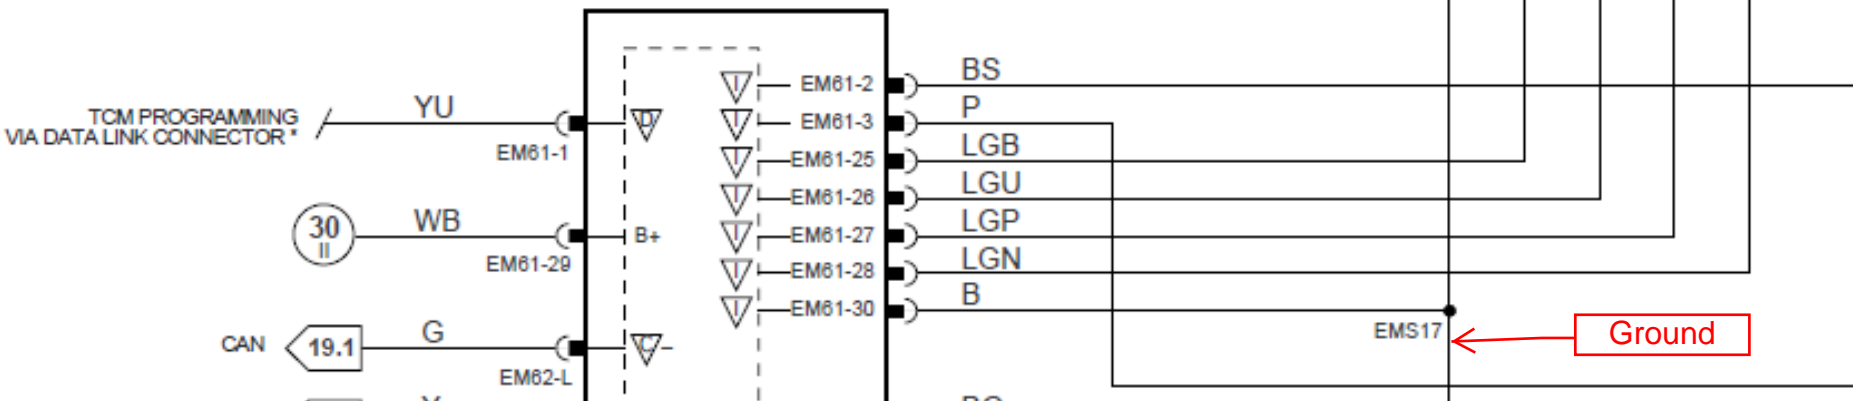 BS
EM61-2
TCM PROGRAMMING
VIA DATA LINK CONNECTOR *
YU
D
EM61-1
I
I
EM61-3
P
I
EM61-25
LGB
I
EM61-26
LGU
30
II
WB
B+
EM61-29
I
EM61-27
LGP
I
EM61-28
LGN
I
EM61-30
B
EMS17
Ground
CAN
19.1
G
C
–
EM62-L